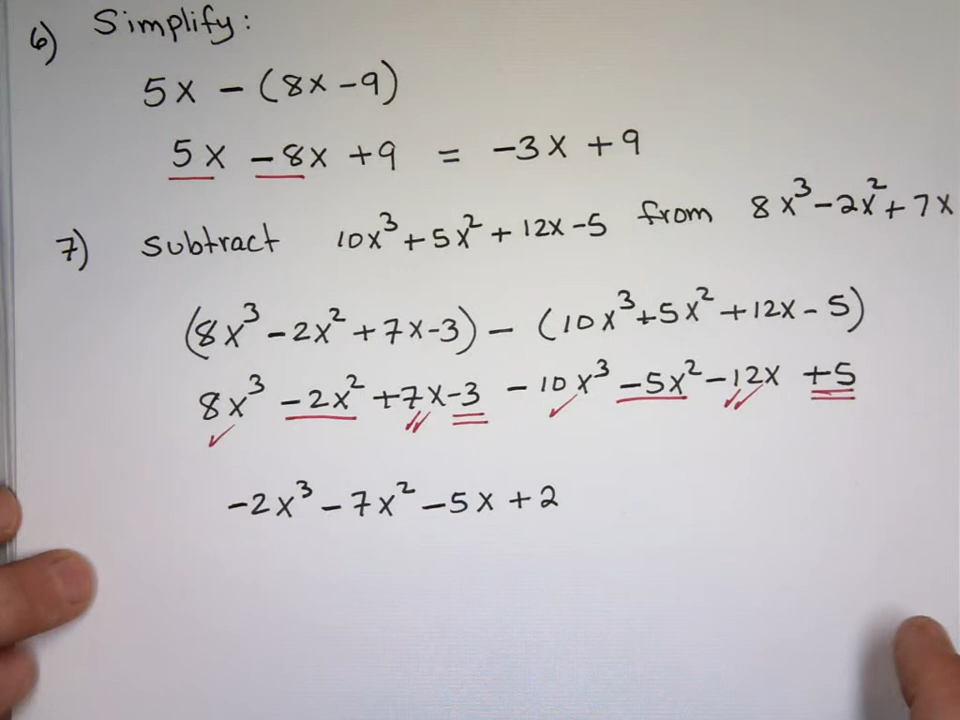 6) Simplify:
5x - (8x - 9)
5x - 8x + 9 = -3x + 9
7) Subtract 10x³ + 5x² + 12x - 5 from 8x³ - 2x² + 7x
(8x³ - 2x² + 7x - 3) - (10x³ + 5x² + 12x - 5)
8x³ - 2x² + 7x - 3 - 10x³ - 5x² - 12x + 5
-2x³ - 7x² - 5x + 2